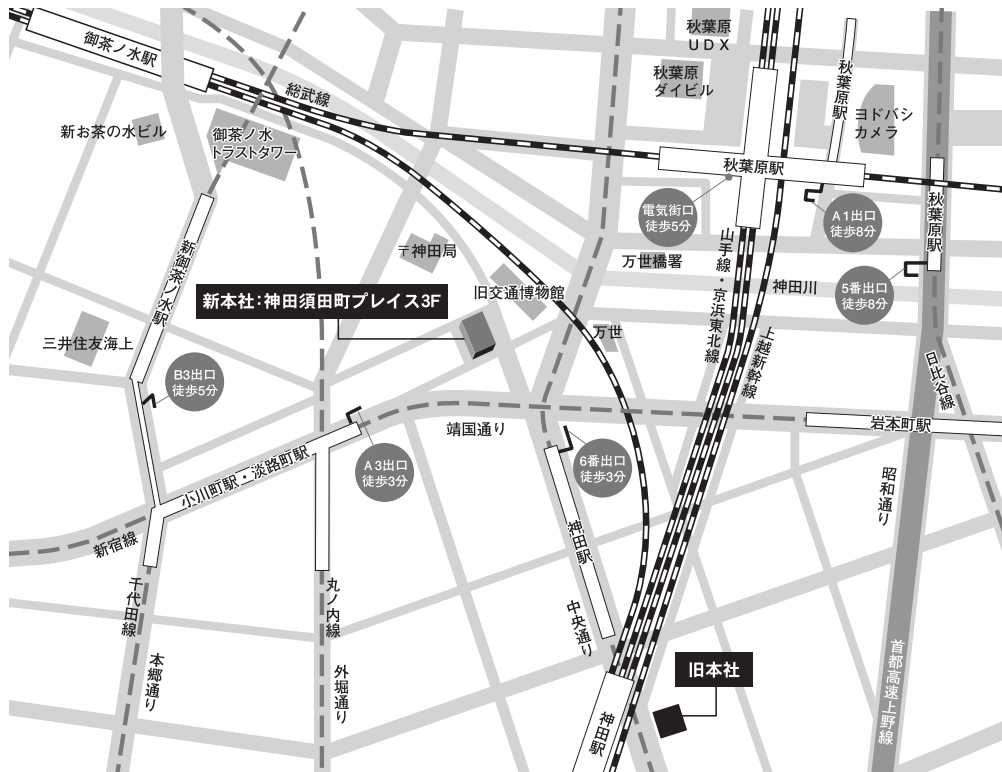 御茶ノ水駅
総武線
秋葉原
UDX
秋葉原
ダイビル
秋葉原駅
ヨドバシ
カメラ
新お茶の水ビル
御茶ノ水
トラストタワー
秋葉原駅
電気街口
徒歩5分
A1出口
徒歩8分
秋葉原駅
5番出口
徒歩8分
新御茶ノ水駅
〒神田局
万世橋署
山手線・京浜東北線
神田川
新本社:神田須田町プレイス3F
旧交通博物館
万世
上越新幹線
三井住友海上
B3出口
徒歩5分
日比谷線
靖国通り
岩本町駅
A3出口
徒歩3分
6番出口
徒歩3分
小川町駅・淡路町駅
昭和通り
新宿線
神田駅
千代田線
丸ノ内線
中央通り
本郷通り
外堀通り
旧本社
首都高速上野線
神田駅